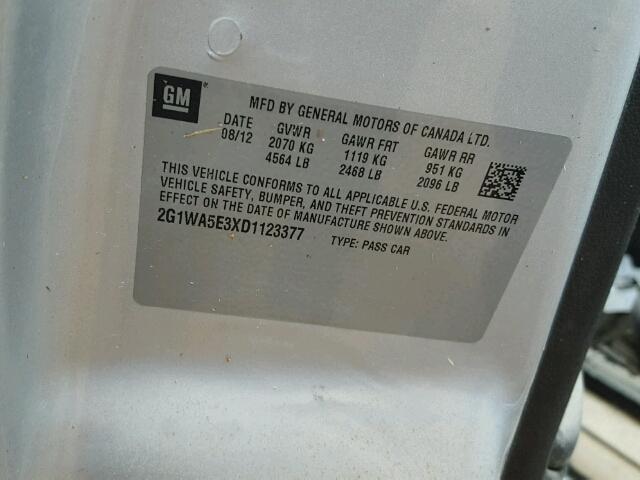 GM
MFD BY GENERAL MOTORS OF CANADA LTD.
DATE GVWR GAWR FRT GAWR RR
08/12 2070 KG 1119 KG 951 KG
4564 LB 2468 LB 2096 LB
THIS VEHICLE CONFORMS TO ALL APPLICABLE U.S. FEDERAL MOTOR
VEHICLE SAFETY, BUMPER, AND THEFT PREVENTION STANDARDS IN
EFFECT ON THE DATE OF MANUFACTURE SHOWN ABOVE.
2G1WA5E3XD1123377 TYPE: PASS CAR